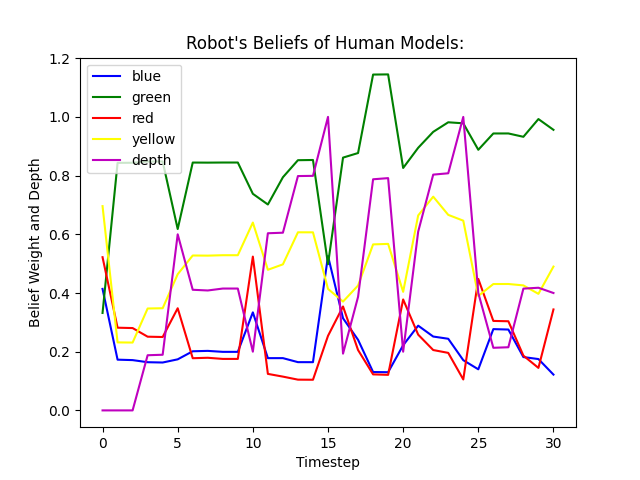 Robot's Beliefs of Human Models:
1.2
1.0
0.8
0.6
0.4
0.2
0.0
Belief Weight and Depth
blue
green
red
yellow
depth
0 5 10 15 20 25 30
Timestep